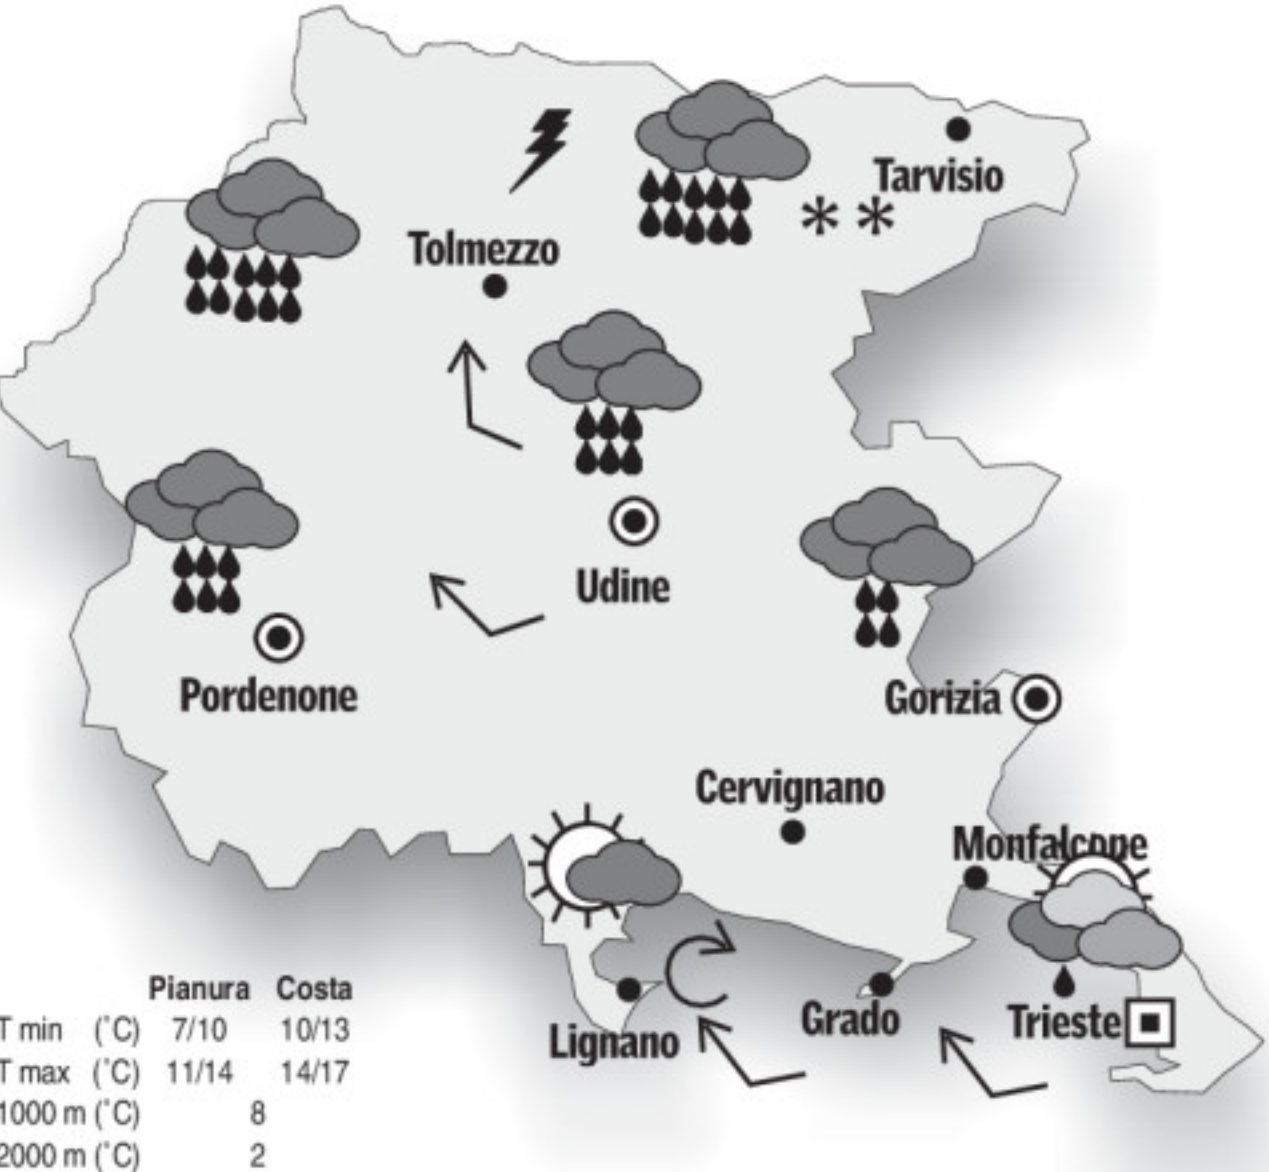 Tarvisio
Tolmezzo
Udine
Pordenone
Gorizia
Cervignano
Monfalcone
Lignano
Grado
Trieste
Pianura Costa
T min (°C) 7/10 10/13
T max (°C) 11/14 14/17
1000 m (°C) 8
2000 m (°C) 2